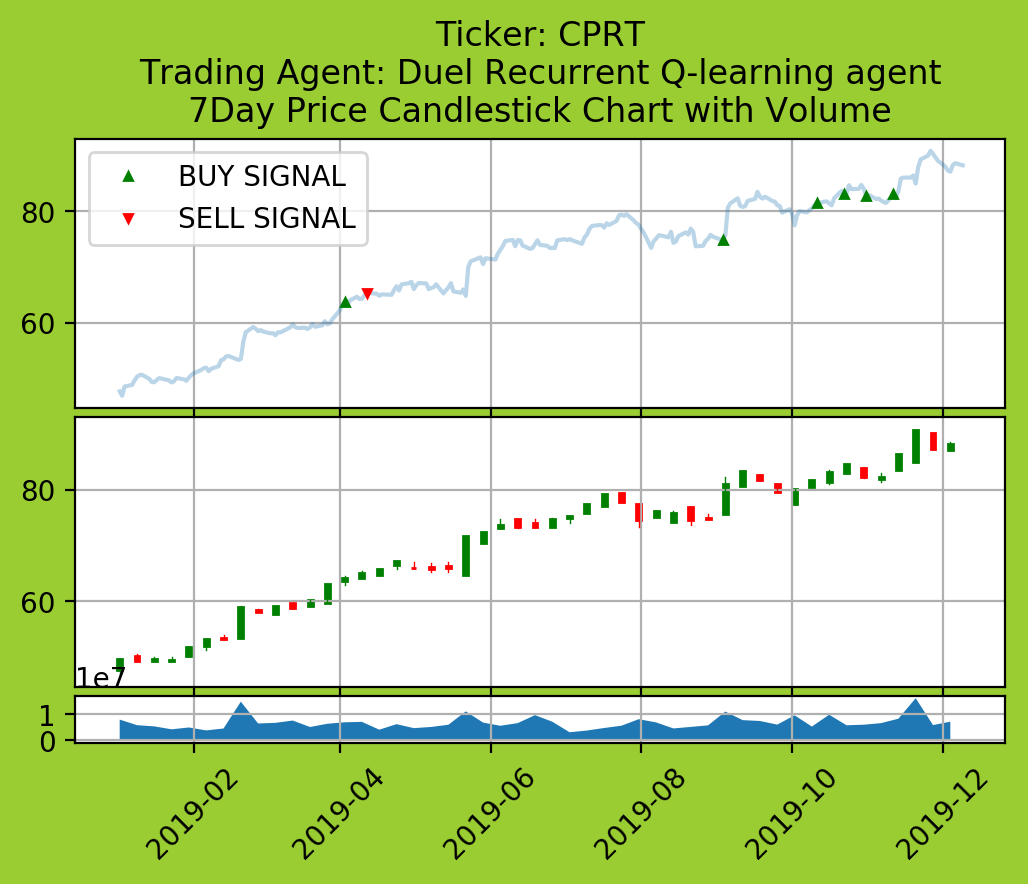 Ticker: CPRT
Trading Agent: Duel Recurrent Q-learning agent
7Day Price Candlestick Chart with Volume
BUY SIGNAL
SELL SIGNAL
80
60
80
60
1e7
1
0
2019-02
2019-04
2019-06
2019-08
2019-10
2019-12